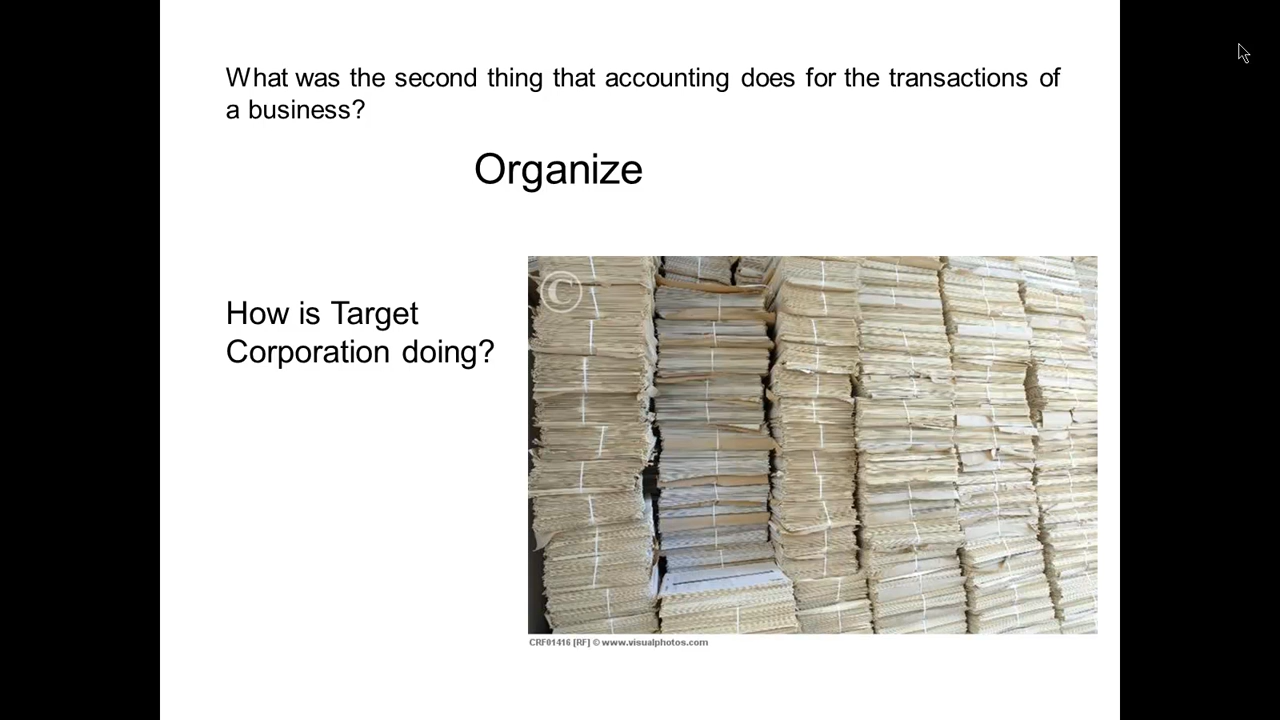 What was the second thing that accounting does for the transactions of
a business?
Organize
How is Target
Corporation doing?
©
CRF01416 [RF] © www.visualphotos.com